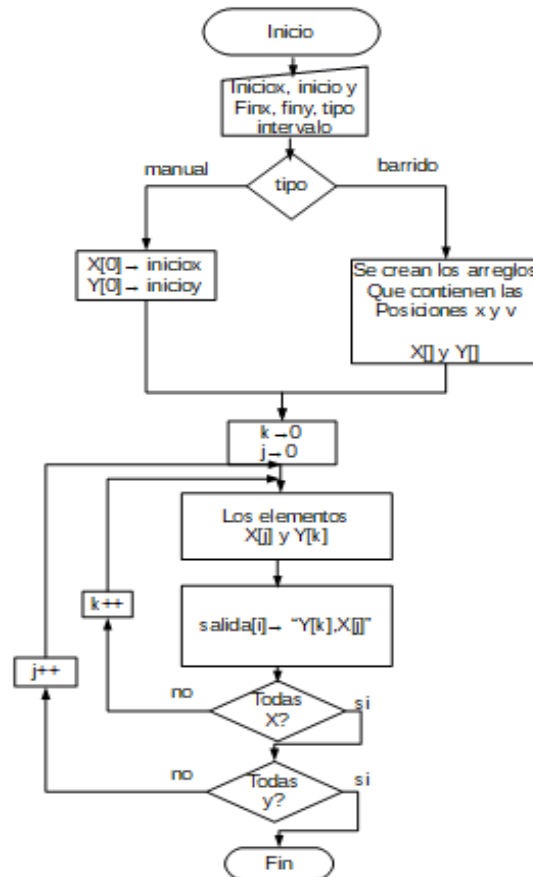 Inicio
Iniciox, inicio y
Finx, finy, tipo
intervalo
manual
tipo
barrido
X[0]→ iniciox
Y[0]→ inicioy
Se crean los arreglos
Que contienen las
Posiciones x y v
X[] y Y[]
k→0
j→0
Los elementos
X[j] y Y[k]
k++
salida[i]→ “Y[k],X[j]”
j++
no
Todas
X?
si
no
Todas
y?
si
Fin